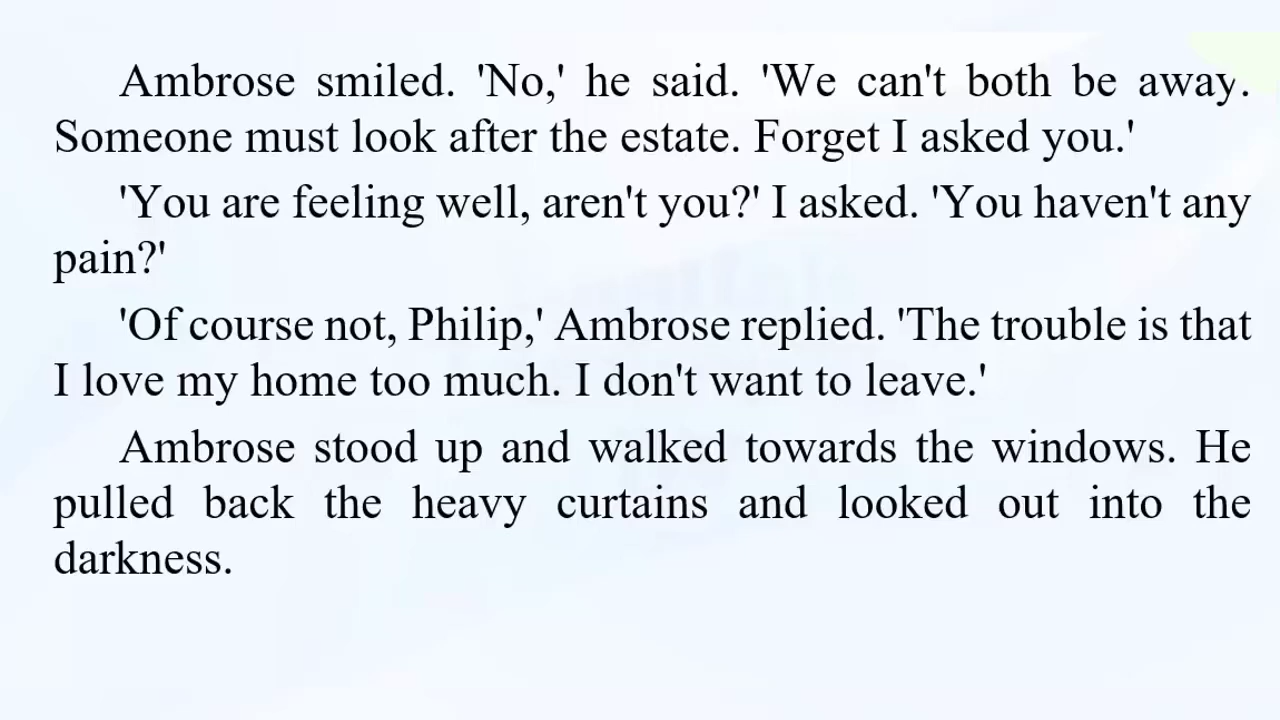 Ambrose smiled. 'No,' he said. 'We can't both be away.
Someone must look after the estate. Forget I asked you.'
'You are feeling well, aren't you?' I asked. 'You haven't any
pain?'
'Of course not, Philip,' Ambrose replied. 'The trouble is that
I love my home too much. I don't want to leave.'
Ambrose stood up and walked towards the windows. He
pulled back the heavy curtains and looked out into the
darkness.